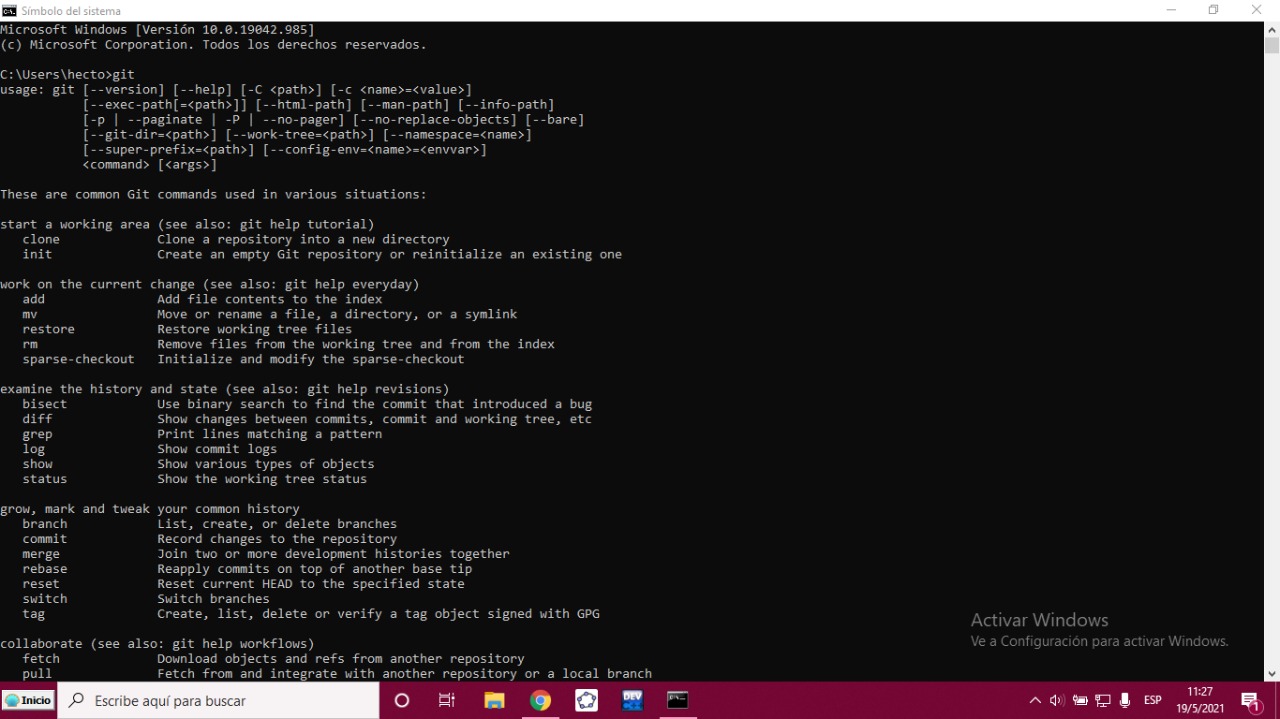 Símbolo del sistema
Microsoft Windows [Versión 10.0.19042.985]
(c) Microsoft Corporation. Todos los derechos reservados.
C:\Users\hecto>git
usage: git [--version] [--help] [-C <path>] [-c <name>=<value>]
           [--exec-path[=<path>]] [--html-path] [--man-path] [--info-path]
           [-p | --paginate | -P | --no-pager] [--no-replace-objects] [--bare]
           [--git-dir=<path>] [--work-tree=<path>] [--namespace=<name>]
           [--super-prefix=<path>] [--config-env=<name>=<envvar>]
           <command> [<args>]
These are common Git commands used in various situations:
start a working area (see also: git help tutorial)
   clone             Clone a repository into a new directory
   init              Create an empty Git repository or reinitialize an existing one
work on the current change (see also: git help everyday)
   add               Add file contents to the index
   mv                Move or rename a file, a directory, or a symlink
   restore           Restore working tree files
   rm                Remove files from the working tree and from the index
   sparse-checkout   Initialize and modify the sparse-checkout
examine the history and state (see also: git help revisions)
   bisect            Use binary search to find the commit that introduced a bug
   diff              Show changes between commits, commit and working tree, etc
   grep              Print lines matching a pattern
   log               Show commit logs
   show              Show various types of objects
   status            Show the working tree status
grow, mark and tweak your common history
   branch            List, create, or delete branches
   commit            Record changes to the repository
   merge             Join two or more development histories together
   rebase            Reapply commits on top of another base tip
   reset             Reset current HEAD to the specified state
   switch            Switch branches
   tag               Create, list, delete or verify a tag object signed with GPG
collaborate (see also: git help workflows)
   fetch             Download objects and refs from another repository
   pull              Fetch from and integrate with another repository or a local branch
Activar Windows
Ve a Configuración para activar Windows.
Inicio
Escribe aquí para buscar
DEV
ESP
11:27
19/5/2021
1